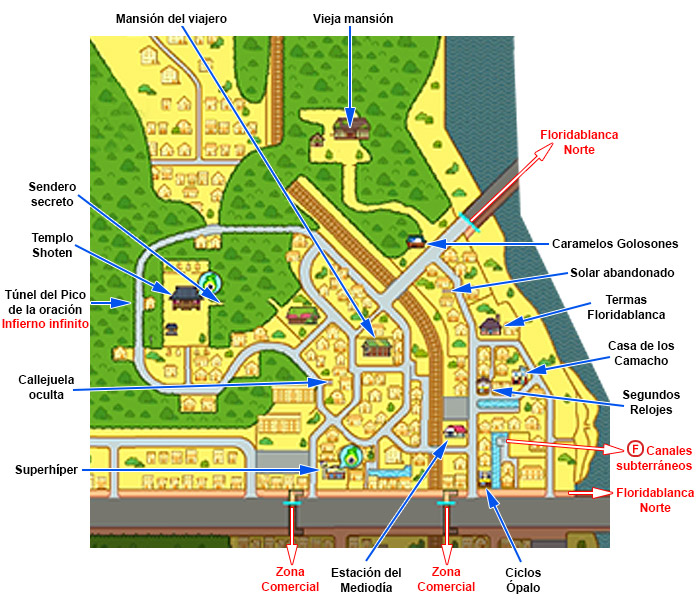 Mansión del viajero
Vieja mansión
Floridablanca
Norte
Sendero
secreto
Caramelos Golosones
Templo
Shoten
Solar abandonado
Túnel del Pico
de la oración
Infierno infinito
Termas
Floridablanca
Casa de los
Camacho
Callejuela
oculta
Segundos
Relojes
F Canales
subterráneos
Superhíper
Floridablanca
Norte
Zona
Comercial
Estación del
Mediodía
Zona
Comercial
Ciclos
Ópalo